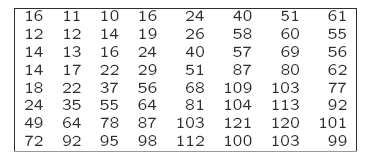 16 11 10 16 24 40 51 61
12 12 14 19 26 58 60 55
14 13 16 24 40 57 69 56
14 17 22 29 51 87 80 62
18 22 37 56 68 109 103 77
24 35 55 64 81 104 113 92
49 64 78 87 103 121 120 101
72 92 95 98 112 100 103 99